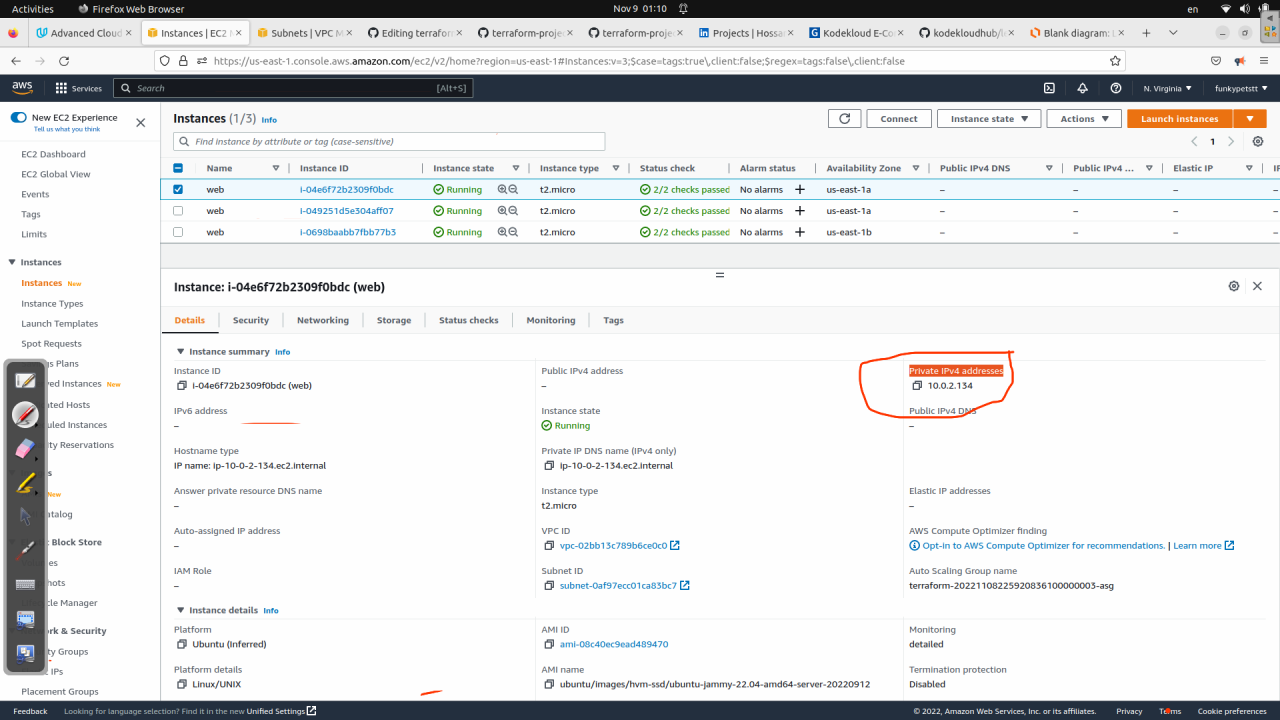 Activities Firefox Web Browser Nov 9 01:10 en
Advanced Cloud Instances | EC2 M Subnets | VPC M Editing terrafor terraform-proje terraform-proje Projects | Hossa Kodekloud E-Co kodekloudhub/l Blank diagram: L
https://us-east-1.console.aws.amazon.com/ec2/v2/home?region=us-east-1#Instances:v=3;$case=tags:true\,client:false;$regex=tags:false\,client:false
aws Services Search [Alt+S] N. Virginia funkypetstt
New EC2 Experience
Tell us what you think
EC2 Dashboard
EC2 Global View
Events
Tags
Limits
Instances
Instances New
Instance Types
Launch Templates
Spot Requests
s Plans
ved Instances New
ted Hosts
uled Instances
ty Reservations
s
New
atalog
Block Store
es
hots
cle Manager
rk & Security
ty Groups
IPs
Placement Groups
Instances (1/3) Info
Connect Instance state Actions Launch instances
Find instance by attribute or tag (case-sensitive) 1
Name Instance ID Instance state Instance type Status check Alarm status Availability Zone Public IPv4 DNS Public IPv4 ... Elastic IP IP
web i-04e6f72b2309f0bdc Running t2.micro 2/2 checks passed No alarms + us-east-1a – – –
web i-049251d5e304aff07 Running t2.micro 2/2 checks passed No alarms + us-east-1a – – –
web i-0698baabb7fbb77b3 Running t2.micro 2/2 checks passed No alarms + us-east-1b – – –
Instance: i-04e6f72b2309f0bdc (web)
Details Security Networking Storage Status checks Monitoring Tags
Instance summary Info
Instance ID Public IPv4 address Private IPv4 addresses
i-04e6f72b2309f0bdc (web) – 10.0.2.134
IPv6 address Instance state Public IPv4 DNS
– Running –
Hostname type Private IP DNS name (IPv4 only)
IP name: ip-10-0-2-134.ec2.internal ip-10-0-2-134.ec2.internal
Answer private resource DNS name Instance type Elastic IP addresses
– t2.micro –
Auto-assigned IP address VPC ID AWS Compute Optimizer finding
– vpc-02bb13c789b6ce0c0 Opt-in to AWS Compute Optimizer for recommendations. | Learn more
IAM Role Subnet ID Auto Scaling Group name
– subnet-0af97ecc01ca83bc7 terraform-20221108225920836100000003-asg
Instance details Info
Platform AMI ID Monitoring
Ubuntu (Inferred) ami-08c40ec9ead489470 detailed
Platform details AMI name Termination protection
Linux/UNIX ubuntu/images/hvm-ssd/ubuntu-jammy-22.04-amd64-server-20220912 Disabled
Feedback Looking for language selection? Find it in the new Unified Settings © 2022, Amazon Web Services, Inc. or its affiliates. Privacy Terms Cookie preferences